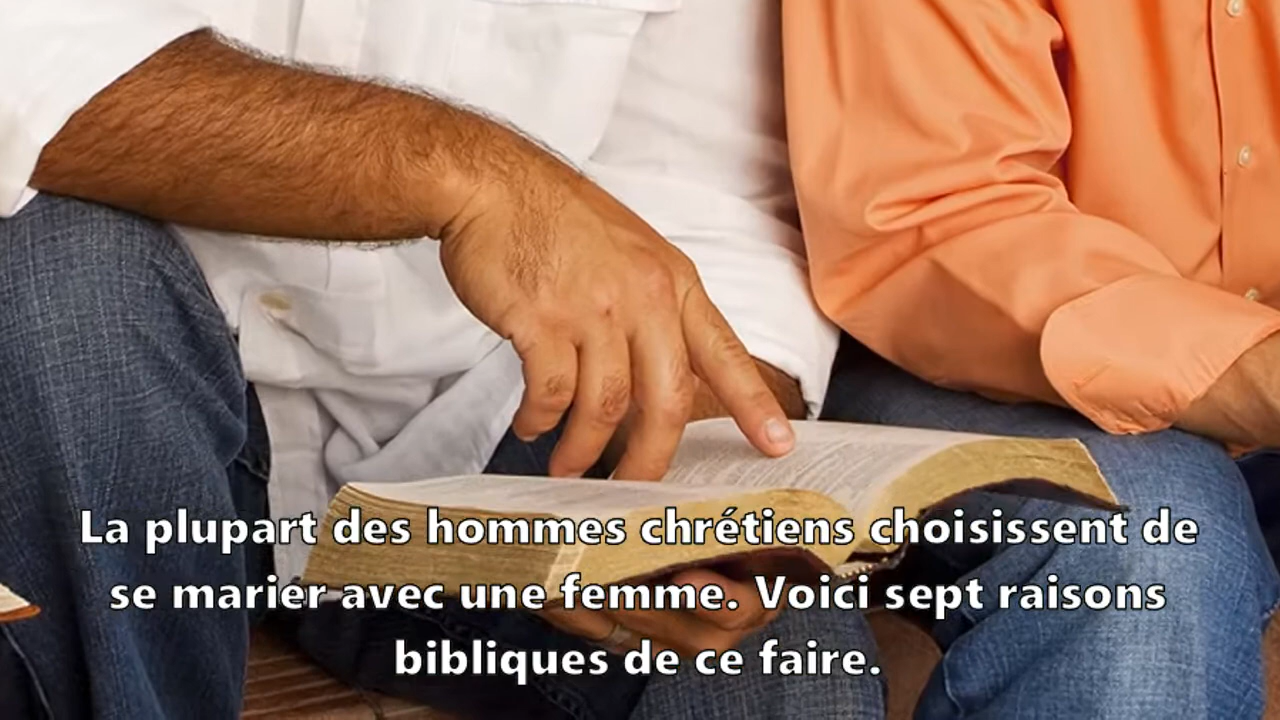 La plupart des hommes chrétiens choisissent de
se marier avec une femme. Voici sept raisons
bibliques de ce faire.